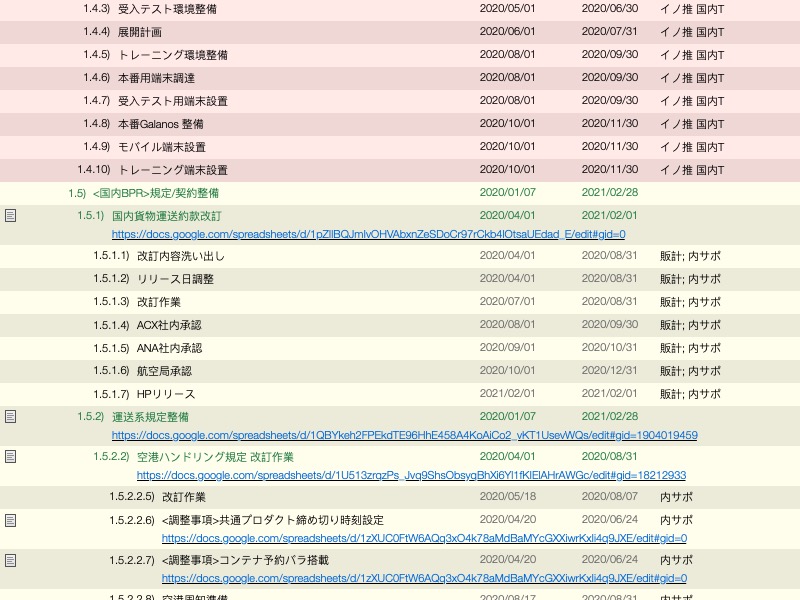 1.4.3) 受入テスト環境整備 2020/05/01 2020/06/30 イノ推 国内T
1.4.4) 展開計画 2020/06/01 2020/07/31 イノ推 国内T
1.4.5) トレーニング環境整備 2020/08/01 2020/09/30 イノ推 国内T
1.4.6) 本番用端末調達 2020/08/01 2020/09/30 イノ推 国内T
1.4.7) 受入テスト用端末設置 2020/08/01 2020/09/30 イノ推 国内T
1.4.8) 本番Galanos 整備 2020/10/01 2020/11/30 イノ推 国内T
1.4.9) モバイル端末設置 2020/10/01 2020/11/30 イノ推 国内T
1.4.10) トレーニング端末設置 2020/10/01 2020/11/30 イノ推 国内T
1.5) <国内BPR>規定/契約整備 2020/01/07 2021/02/28
1.5.1) 国内貨物運送約款改訂 2020/04/01 2021/02/01
https://docs.google.com/spreadsheets/d/1pZIlBQJmlvOHVAbxnZeSDoCr97rCkb4lOtsaUEdad_E/edit#gid=0
1.5.1.1) 改訂内容洗い出し 2020/04/01 2020/08/31 販計; 内サポ
1.5.1.2) リリース日調整 2020/04/01 2020/08/31 販計; 内サポ
1.5.1.3) 改訂作業 2020/07/01 2020/08/31 販計; 内サポ
1.5.1.4) ACX社内承認 2020/08/01 2020/09/30 販計; 内サポ
1.5.1.5) ANA社内承認 2020/09/01 2020/10/31 販計; 内サポ
1.5.1.6) 航空局承認 2020/10/01 2020/12/31 販計; 内サポ
1.5.1.7) HPリリース 2021/02/01 2021/02/01 販計; 内サポ
1.5.2) 運送系規定整備 2020/01/07 2021/02/28
https://docs.google.com/spreadsheets/d/1QBYkeh2FPEkdTE96HhE458A4KoAiCo2_yKT1UsevWQs/edit#gid=1904019459
1.5.2.2) 空港ハンドリング規定 改訂作業 2020/04/01 2020/08/31
https://docs.google.com/spreadsheets/d/1U513zrqzPs_Jvq9ShsObsyqBhXi6Yl1fKIElAHrAWGc/edit#gid=18212933
1.5.2.2.5) 改訂作業 2020/05/18 2020/08/07 内サポ
1.5.2.2.6) <調整事項>共通プロダクト締め切り時刻設定 2020/04/20 2020/06/24 内サポ
https://docs.google.com/spreadsheets/d/1zXUC0FtW6AQq3xO4k78aMdBaMYcGXXiwrKxli4q9JXE/edit#gid=0
1.5.2.2.7) <調整事項>コンテナ予約バラ搭載 2020/04/20 2020/06/24 内サポ
https://docs.google.com/spreadsheets/d/1zXUC0FtW6AQq3xO4k78aMdBaMYcGXXiwrKxli4q9JXE/edit#gid=0
1.5.2.2.8) 空港周知準備 2020/08/17 2020/08/31 内サポ